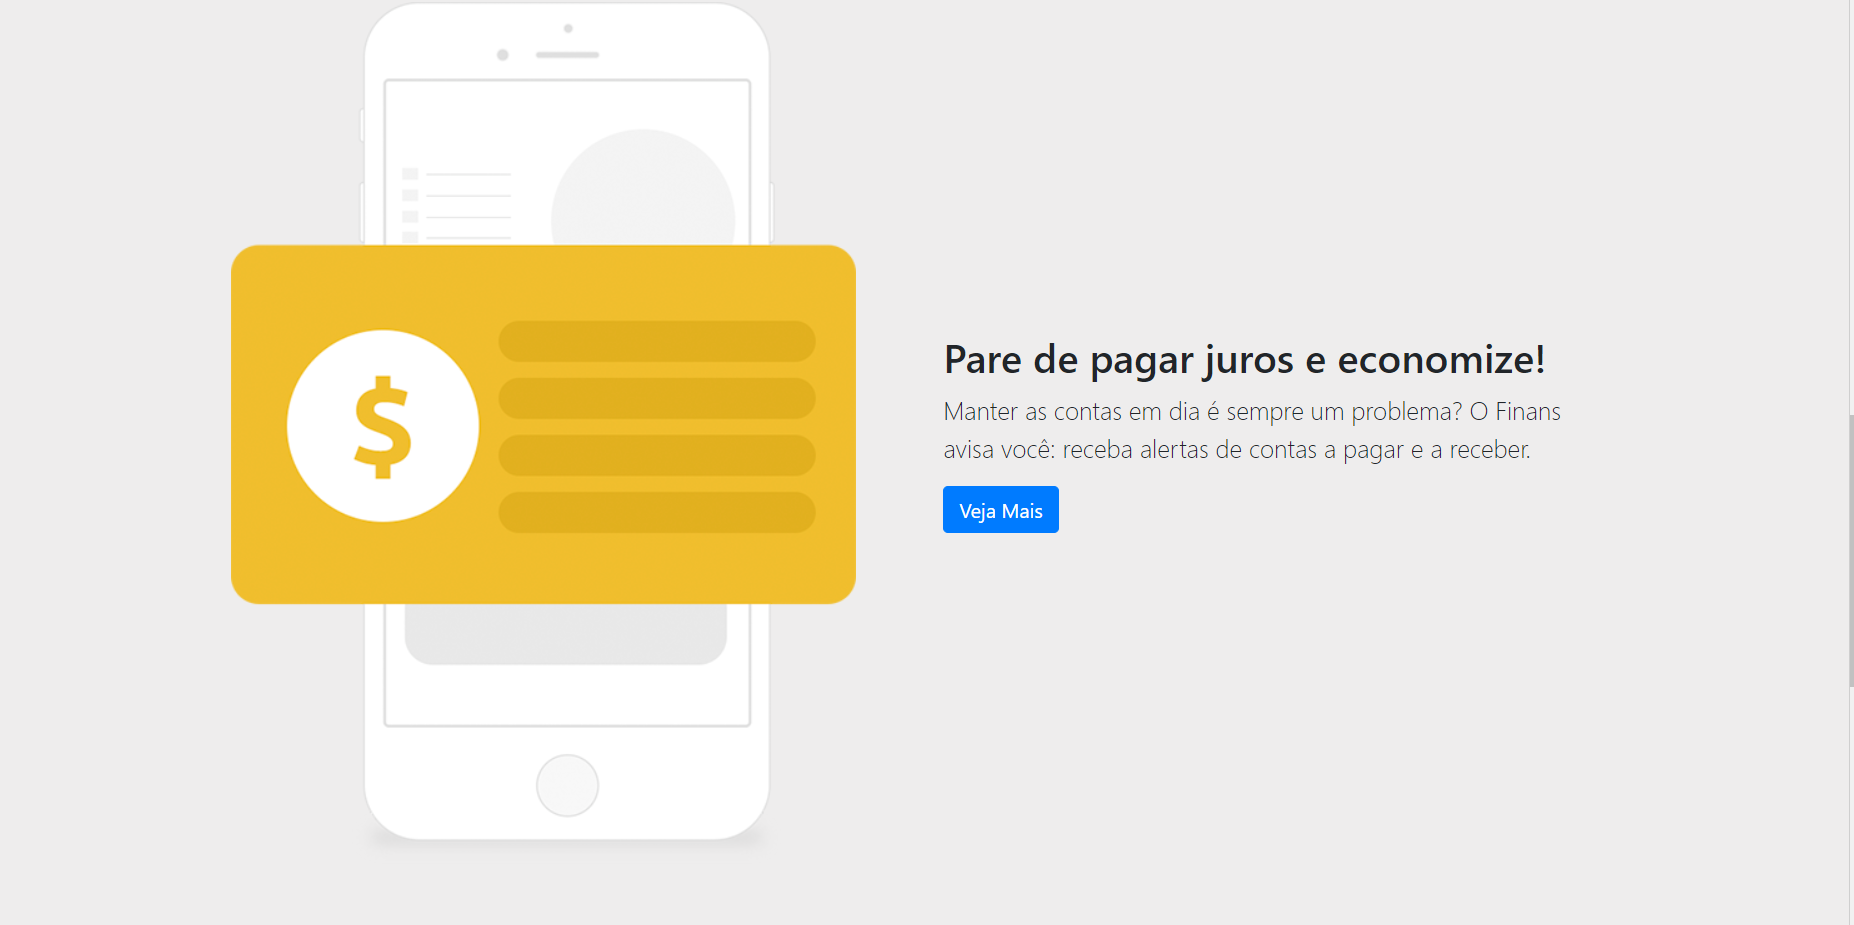 $
Pare de pagar juros e economize!
Manter as contas em dia é sempre um problema? O Finans
avisa você: receba alertas de contas a pagar e a receber.
Veja Mais